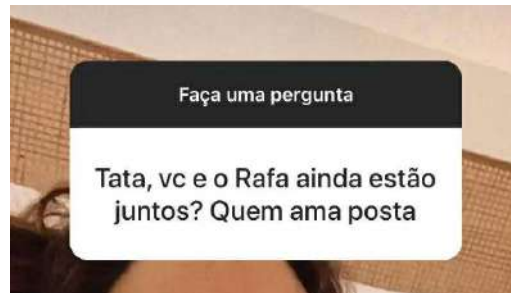 Faça uma pergunta
Tata, vc e o Rafa ainda estão
juntos? Quem ama posta